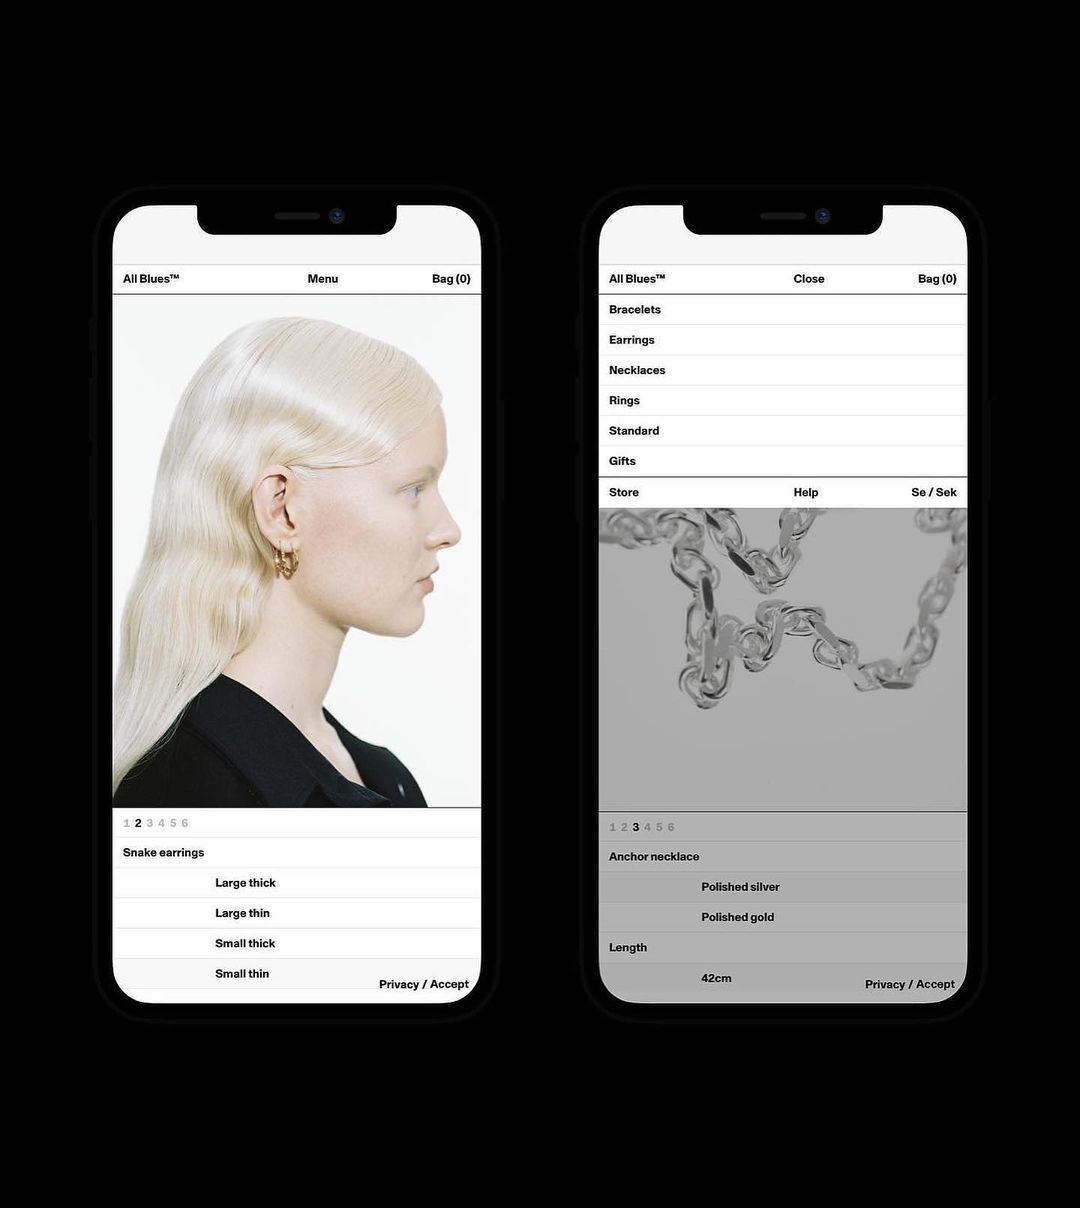 All Blues™ Menu Bag (0)
1 2 3 4 5 6
Snake earrings
Large thick
Large thin
Small thick
Small thin
Privacy / Accept
All Blues™ Close Bag (0)
Bracelets
Earrings
Necklaces
Rings
Standard
Gifts
Store Help Se / Sek
1 2 3 4 5 6
Anchor necklace
Polished silver
Polished gold
Length
42cm
Privacy / Accept